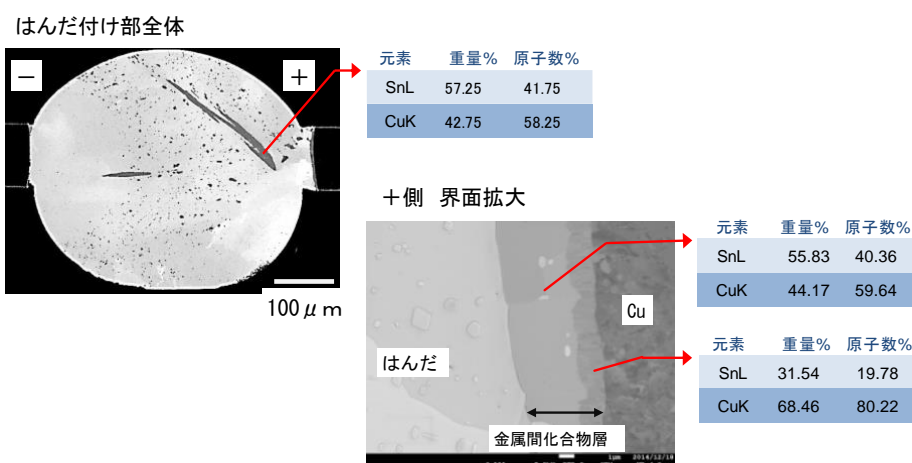 はんだ付け部全体
－
＋
元素 重量% 原子数%
SnL 57.25 41.75
CuK 42.75 58.25
100μｍ
＋側 界面拡大
はんだ
Cu
金属間化合物層
1μm 2014/12/18
元素 重量% 原子数%
SnL 55.83 40.36
CuK 44.17 59.64
元素 重量% 原子数%
SnL 31.54 19.78
CuK 68.46 80.22